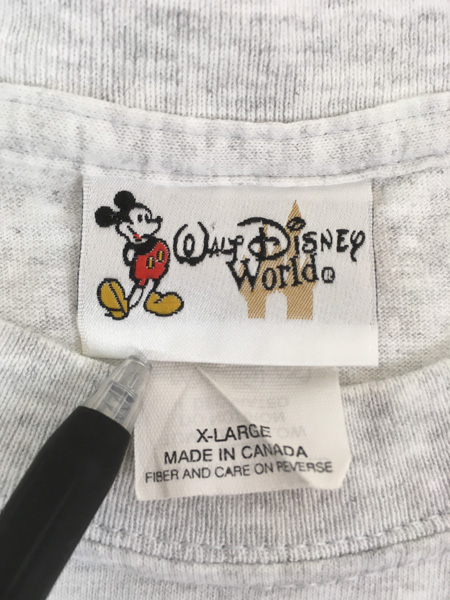 Walt Disney
World®
X-LARGE
MADE IN CANADA
FIBER AND CARE ON REVERSE